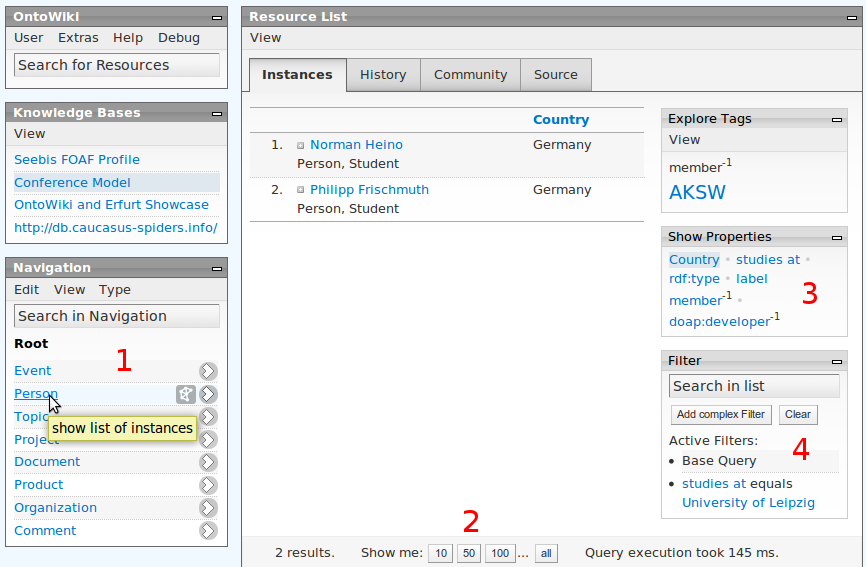 OntoWiki
User Extras Help Debug
Search for Resources
Knowledge Bases
View
Seebis FOAF Profile
Conference Model
OntoWiki and Erfurt Showcase
http://db.caucasus-spiders.info/
Navigation
Edit View Type
Search in Navigation
Root
1
Event
Person
Topic
show list of instances
Project
Document
Product
Organization
Comment
Resource List
View
Instances History Community Source
Country
1. Norman Heino Germany
Person, Student
2. Philipp Frischmuth Germany
Person, Student
Explore Tags
View
member-1
AKSW
Show Properties
Country • studies at •
rdf:type • label
member-1 •
3
doap:developer-1
Filter
Search in list
Add complex Filter Clear
Active Filters:
4
• Base Query
• studies at equals
University of Leipzig
2
2 results. Show me: 10 50 100 ... all Query execution took 145 ms.